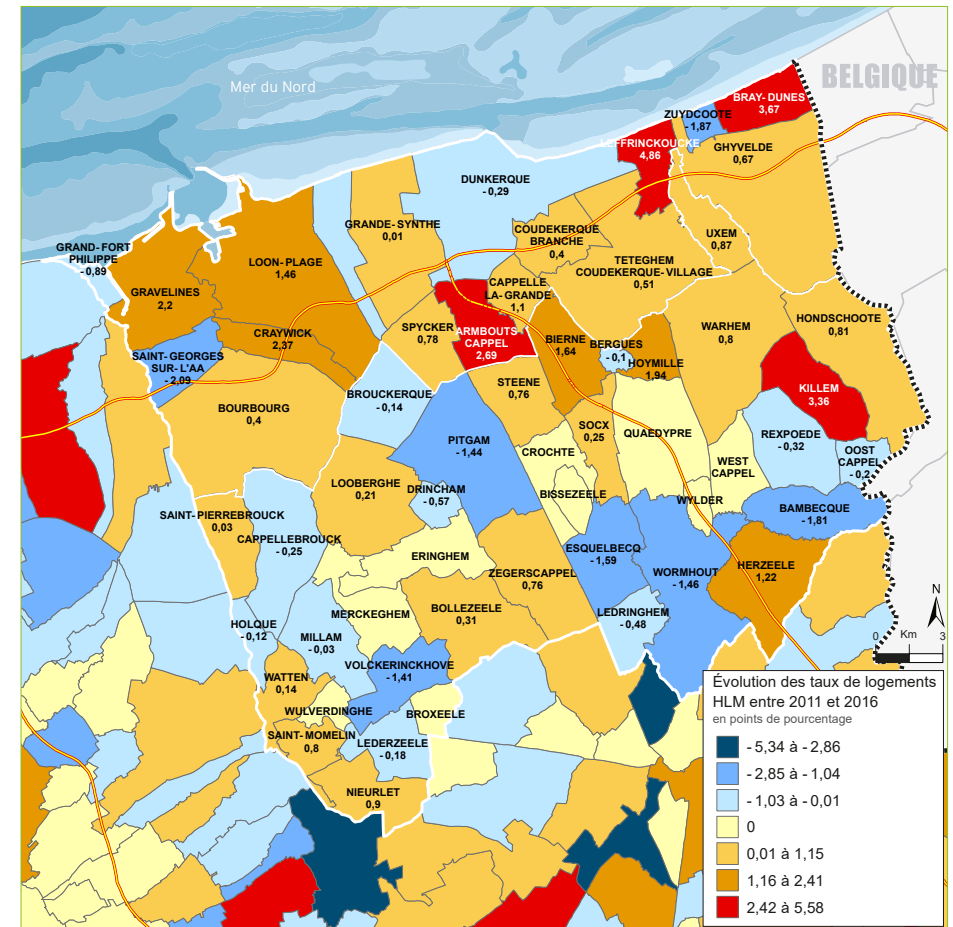 Mer du Nord
BELGIQUE
BRAY- DUNES
3,67
ZUYDCOOTE
- 1,87
LEFFRINCKOUCKE
4,86
GHYVELDE
0,67
DUNKERQUE
- 0,29
GRANDE- SYNTHE
0,01
COUDEKERQUE
BRANCHE
0,4
UXEM
0,87
GRAND- FORT
PHILIPPE
- 0,89
LOON- PLAGE
1,46
TETEGHEM
COUDEKERQUE- VILLAGE
0,51
GRAVELINES
2,2
CAPPELLE
LA- GRANDE
1,1
HONDSCHOOTE
0,81
CRAYWICK
2,37
SPYCKER
0,78
ARMBOUTS
CAPPEL
2,69
BIERNE
1,64
BERGUES
- 0,1
WARHEM
0,8
SAINT- GEORGES
SUR- L'AA
- 2,09
HOYMILLE
1,94
STEENE
0,76
KILLEM
3,36
BROUCKERQUE
- 0,14
BOURBOURG
0,4
SOCX
0,25
QUAEDYPRE
REXPOEDE
- 0,32
PITGAM
- 1,44
CROCHTE
OOST
CAPPEL
- 0,2
WEST
CAPPEL
LOOBERGHE
0,21
DRINCHAM
- 0,57
BISSEZEELE
WYLDER
SAINT- PIERREBROUCK
0,03
BAMBECQUE
- 1,81
CAPPELLEBROUCK
- 0,25
ERINGHEM
ESQUELBECQ
- 1,59
ZEGERSCAPPEL
0,76
WORMHOUT
- 1,46
HERZEELE
1,22
BOLLEZEELE
0,31
MERCKEGHEM
LEDRINGHEM
- 0,48
HOLQUE
- 0,12
MILLAM
- 0,03
VOLCKERINCKHOVE
- 1,41
WATTEN
0,14
WULVERDINGHE
BROXEELE
SAINT- MOMELIN
0,8
LEDERZEELE
- 0,18
NIEURLET
0,9
N
0 Km 3
Évolution des taux de logements
HLM entre 2011 et 2016
en points de pourcentage
- 5,34 à - 2,86
- 2,85 à - 1,04
- 1,03 à - 0,01
0
0,01 à 1,15
1,16 à 2,41
2,42 à 5,58